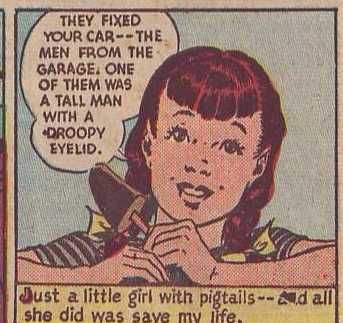 THEY FIXED
YOUR CAR--THE
MEN FROM THE
GARAGE. ONE
OF THEM WAS
A TALL MAN
WITH A
DROOPY
EYELID.
Just a little girl with pigtails-- and all
she did was save my life.